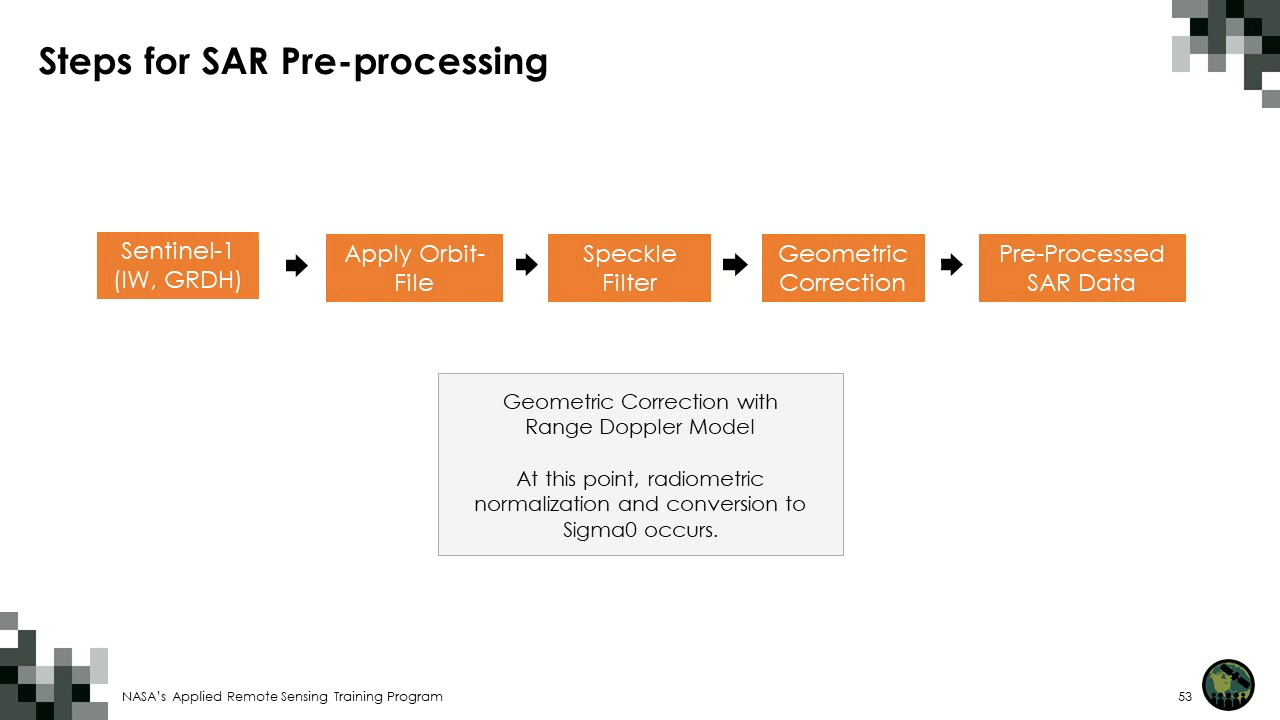 Steps for SAR Pre-processing
Sentinel-1
(IW, GRDH)
Apply Orbit-
File
Speckle
Filter
Geometric
Correction
Pre-Processed
SAR Data
Geometric Correction with
Range Doppler Model
At this point, radiometric
normalization and conversion to
Sigma0 occurs.
NASA's Applied Remote Sensing Training Program
53